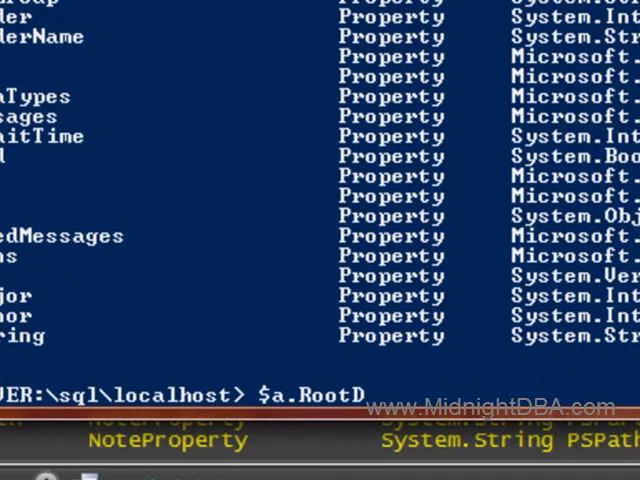 Property System.Int
derName Property System.Str
Property Microsoft.
Property Microsoft.
aTypes Property Microsoft.
sages Property Microsoft.
aitTime Property System.Int
Property System.Boo
Property Microsoft.
Property Microsoft.
Property System.Obj
edMessages Property Microsoft.
ns Property Microsoft.
Property System.Ver
jor Property System.Int
nor Property System.Int
ring Property System.Str
VER:\sql\localhost> $a.RootD
www.MidnightDBA.com
NoteProperty System.String PSPath